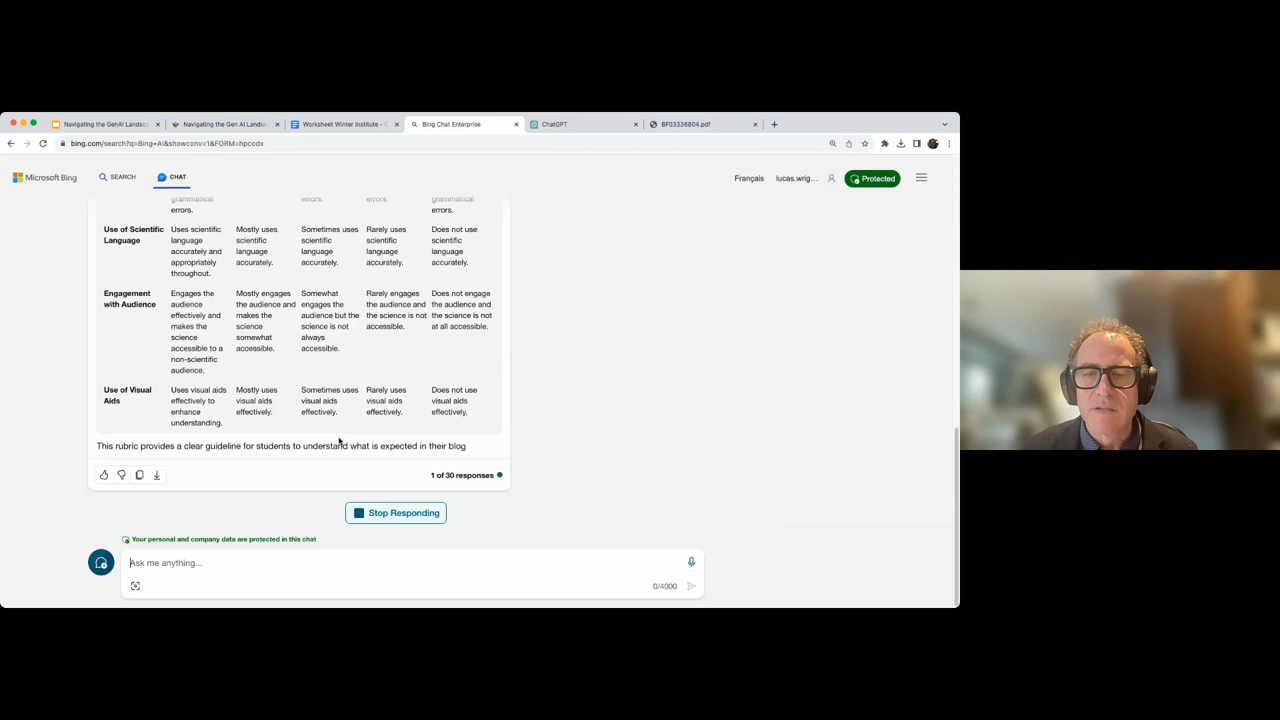 Navigating the GenAI Landsc
Navigating the Gen AI Landsc
Worksheet Winter Institute -
Bing Chat Enterprise
ChatGPT
BF03336804.pdf
bing.com/search?q=Bing+AI&showconv=1&FORM=hpcodx
Microsoft Bing
SEARCH
CHAT
Français
lucas.wrig...
Protected
grammatical errors. errors. errors. grammatical
errors. errors.
Use of Scientific Uses scientific Mostly uses Sometimes uses Rarely uses Does not use
Language language scientific scientific scientific scientific
accurately and language language language language
appropriately accurately. accurately. accurately. accurately.
throughout.
Engagement Engages the Mostly engages Somewhat Rarely engages Does not engage
with Audience audience the audience and engages the the audience and the audience and
effectively and makes the audience but the the science is not the science is not
makes the science science is not accessible. at all accessible.
science somewhat always
accessible to a accessible. accessible.
non-scientific
audience.
Use of Visual Uses visual aids Mostly uses Sometimes uses Rarely uses Does not use
Aids effectively to visual aids visual aids visual aids visual aids
enhance effectively. effectively. effectively. effectively.
understanding.
This rubric provides a clear guideline for students to understand what is expected in their blog
1 of 30 responses
Stop Responding
Your personal and company data are protected in this chat
Ask me anything...
0/4000